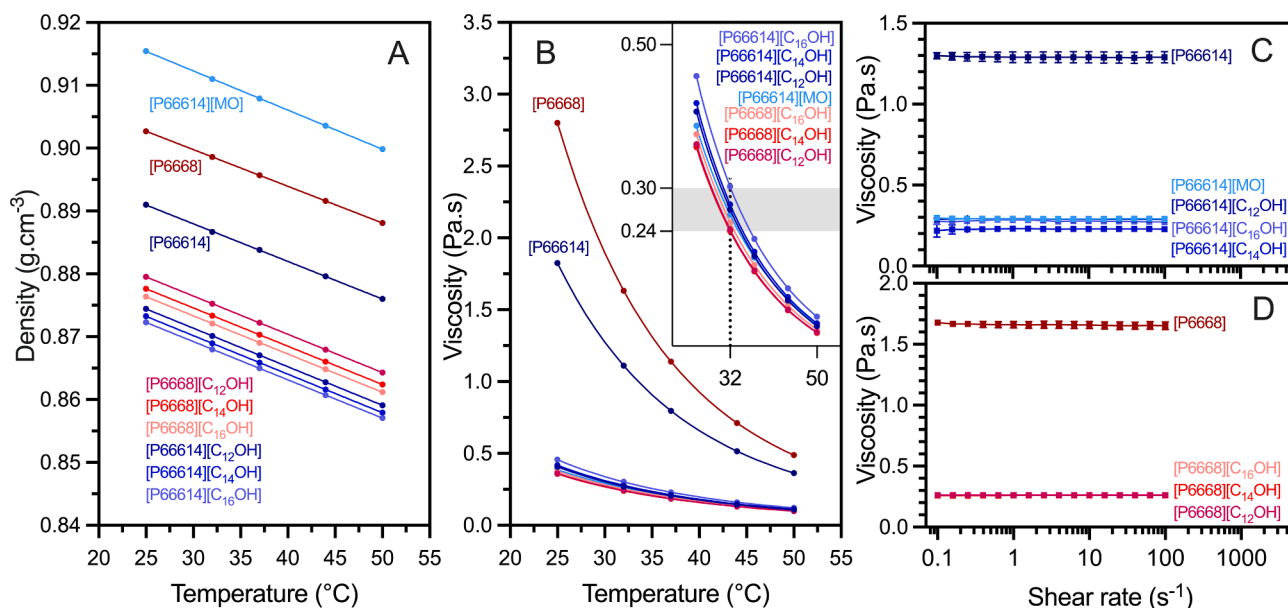 A
Density (g.cm-3)
0.92
0.91
0.90
0.89
0.88
0.87
0.86
0.85
0.84
[P66614][MO]
[P6668]
[P66614]
[P6668][C12OH]
[P6668][C14OH]
[P6668][C16OH]
[P66614][C12OH]
[P66614][C14OH]
[P66614][C16OH]
20 25 30 35 40 45 50 55
Temperature (°C)
B
Viscosity (Pa.s)
3.5
3.0
2.5
2.0
1.5
1.0
0.5
0.0
[P6668]
[P66614]
0.50
0.30
0.24
[P66614][C16OH]
[P66614][C14OH]
[P66614][C12OH]
[P66614][MO]
[P6668][C16OH]
[P6668][C14OH]
[P6668][C12OH]
32 50
20 25 30 35 40 45 50 55
Temperature (°C)
C
Viscosity (Pa.s)
1.5
1.0
0.5
0.0
[P66614]
[P66614][MO]
[P66614][C12OH]
[P66614][C16OH]
[P66614][C14OH]
D
Viscosity (Pa.s)
2.0
1.5
1.0
0.5
0.0
[P6668]
[P6668][C16OH]
[P6668][C14OH]
[P6668][C12OH]
0.1 1 10 100 1000
Shear rate (s-1)